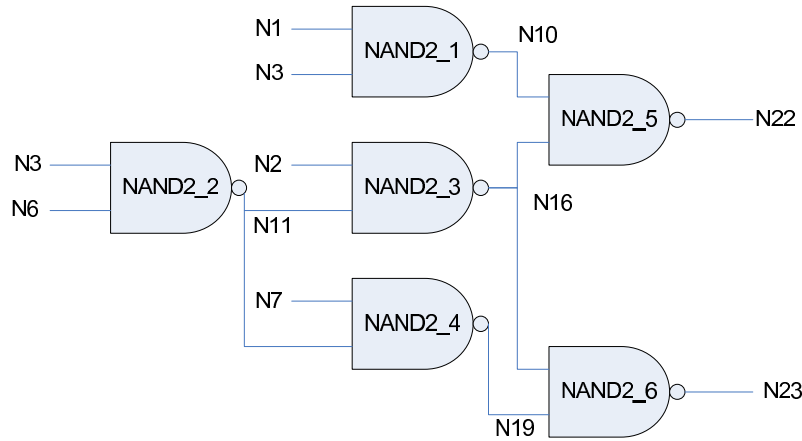 N1
NAND2_1
N10
N3
NAND2_5
N22
N3
NAND2_2
N2
NAND2_3
N6
N11
N16
N7
NAND2_4
NAND2_6
N23
N19